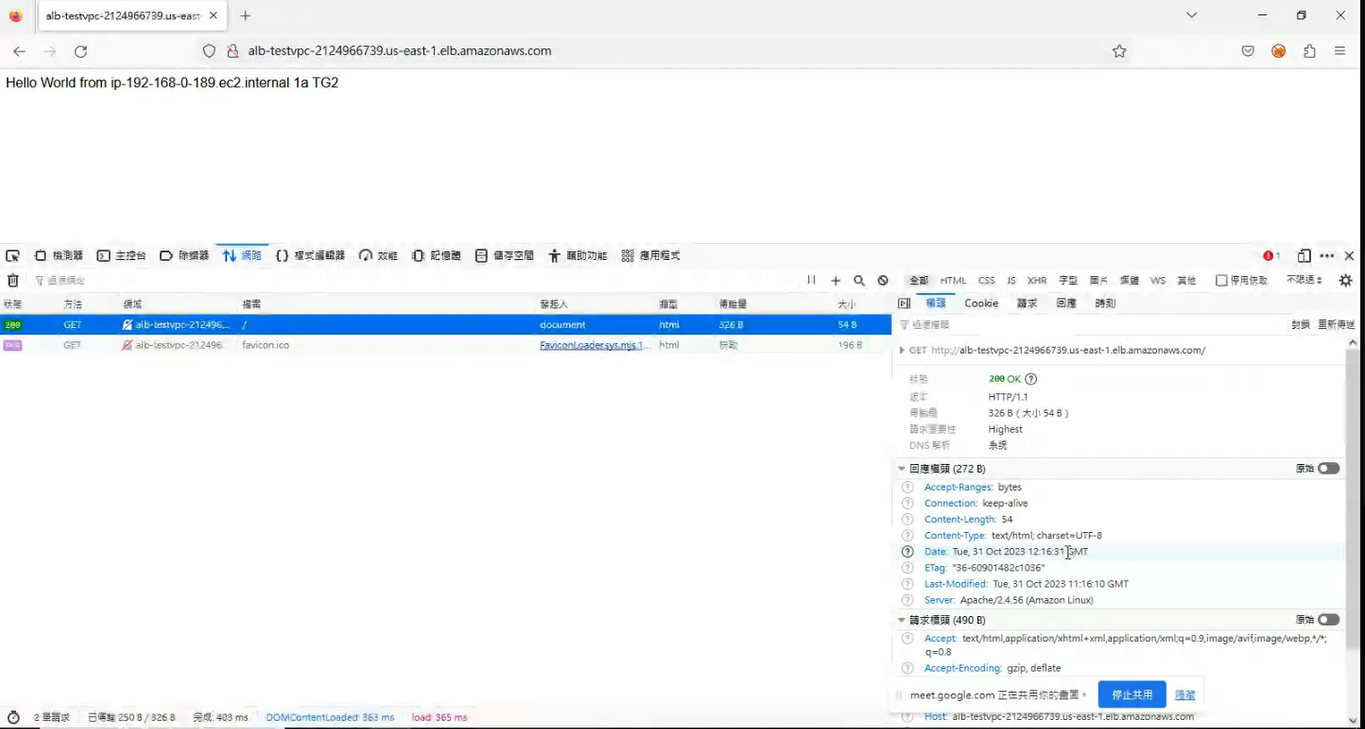 alb-testvpc-2124966739.us-east
alb-testvpc-2124966739.us-east-1.elb.amazonaws.com
Hello World from ip-192-168-0-189.ec2.internal 1a TG2
檢測器 主控台 除錯器 網路 樣式編輯器 效能 記憶體 儲存空間 輔助功能 應用程式 1
過濾網址 全部 HTML CSS JS XHR 字型 圖片 媒體 WS 其他 停用快取 不限速
狀態 方法 網域 檔案 發起人 類型 傳輸量 大小
標頭 Cookie 請求 回應 時刻
200 GET alb-testvpc-212496... / document html 326 B 54 B
GET alb-testvpc-212496. favicon.ico FaviconLoader.sys.mjs:1... html 196 B
過濾標頭 封鎖 重新傳送
GET http://alb-testvpc-2124966739.us-east-1.elb.amazonaws.com/
狀態 200 OK
版本 HTTP/1.1
傳輸量 326 B（大小 54 B）
請求重要性 Highest
DNS 解析 系統
回應標頭 (272 B) 原始
Accept-Ranges: bytes
Connection: keep-alive
Content-Length: 54
Content-Type: text/html; charset=UTF-8
Date: Tue, 31 Oct 2023 12:16:31 GMT
ETag: "36-60901482c1036"
Last-Modified: Tue, 31 Oct 2023 11:16:10 GMT
Server: Apache/2.4.56 (Amazon Linux)
請求標頭 (490 B) 原始
Accept: text/html,application/xhtml+xml,application/xml;q=0.9,image/avif,image/webp,*/*;
q=0.8
Accept-Encoding: gzip, deflate
meet.google.com 正在共用你的畫面。 停止共用 隱藏
Host: alb-testvpc-2124966739.us-east-1.elb.amazonaws.com
2 個請求 已傳輸 250 B / 326 B 完成: 403 ms DOMContentLoaded: 363 ms load: 365 ms